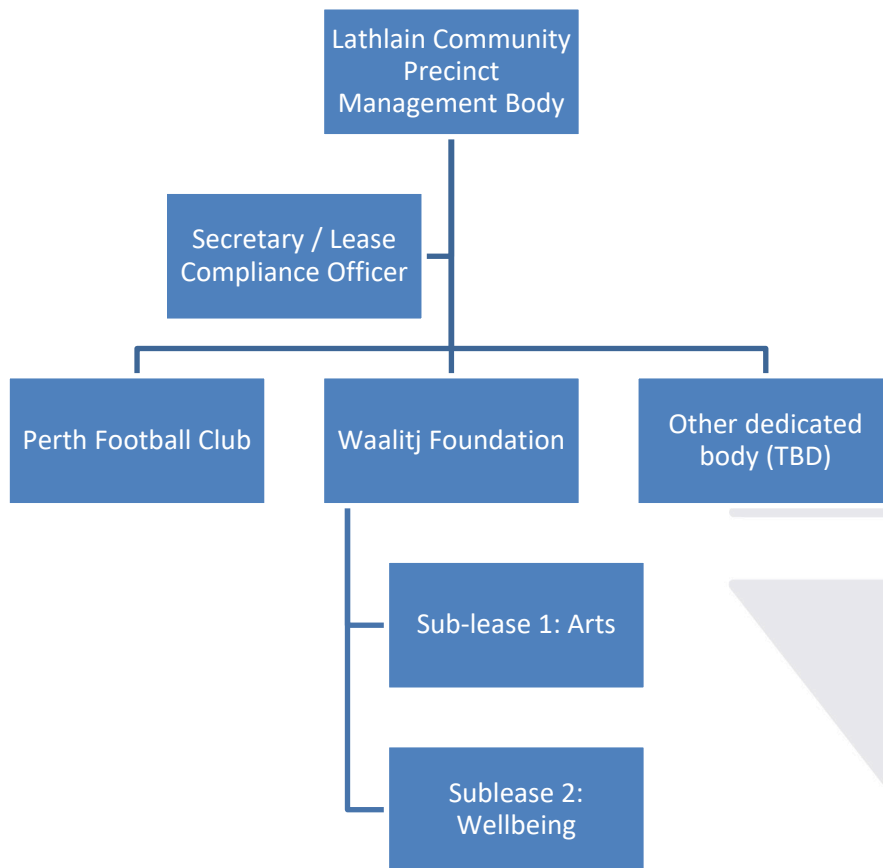 Lathlain Community
Precinct
Management Body
Secretary / Lease
Compliance Officer
Perth Football Club
Waalitj Foundation
Other dedicated
body (TBD)
Sub-lease 1: Arts
Sublease 2:
Wellbeing